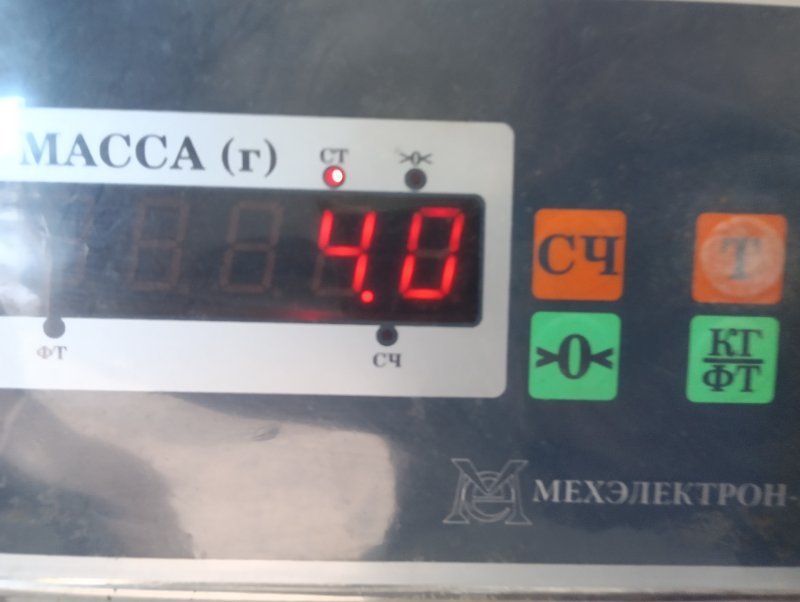 МАССА (г)
СТ
>0<
4.0
ФТ
СЧ
СЧ
Т
>0<
КГ
ФТ
МЕХЭЛЕКТРОН-